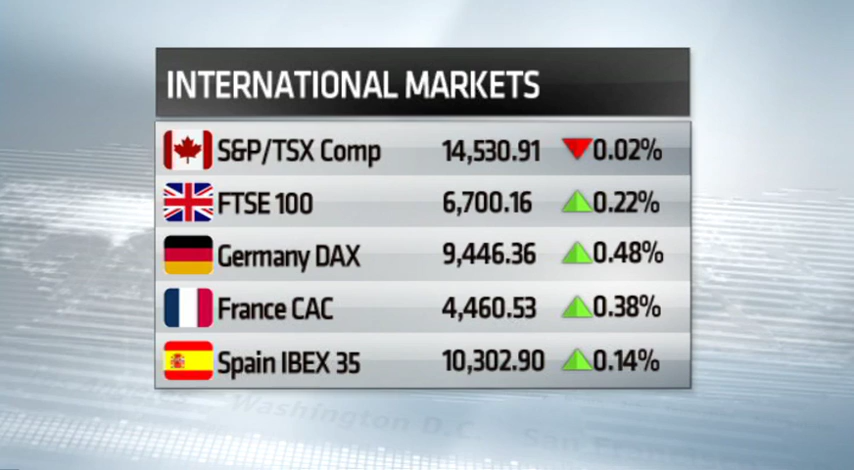 INTERNATIONAL MARKETS
S&P/TSX Comp 14,530.91 0.02%
FTSE 100 6,700.16 0.22%
Germany DAX 9,446.36 0.48%
France CAC 4,460.53 0.38%
Spain IBEX 35 10,302.90 0.14%
Washington D.C. San